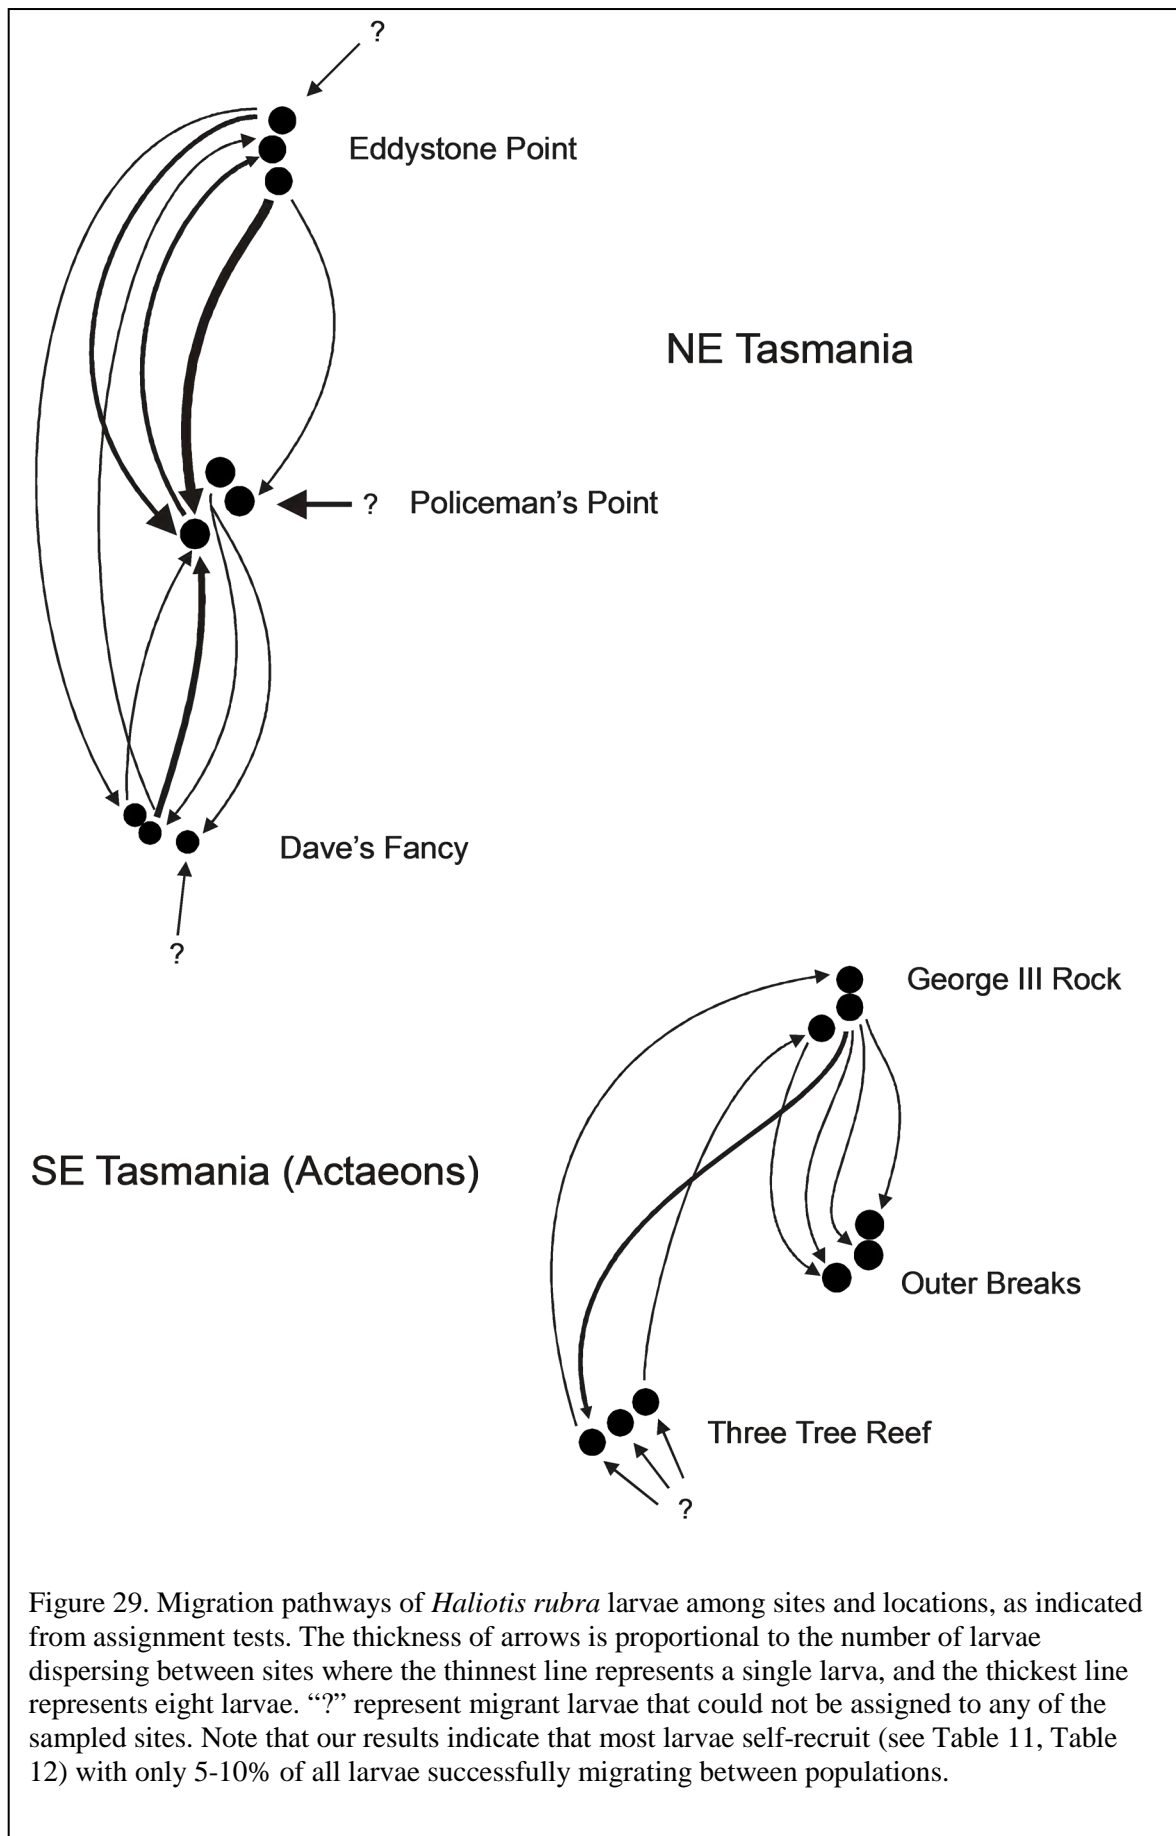 ?
Eddystone Point
NE Tasmania
? Policeman's Point
Dave's Fancy
?
George III Rock
SE Tasmania (Actaeons)
Outer Breaks
Three Tree Reef
?
Figure 29. Migration pathways of Haliotis rubra larvae among sites and locations, as indicated
from assignment tests. The thickness of arrows is proportional to the number of larvae
dispersing between sites where the thinnest line represents a single larva, and the thickest line
represents eight larvae. “?” represent migrant larvae that could not be assigned to any of the
sampled sites. Note that our results indicate that most larvae self-recruit (see Table 11, Table
12) with only 5-10% of all larvae successfully migrating between populations.